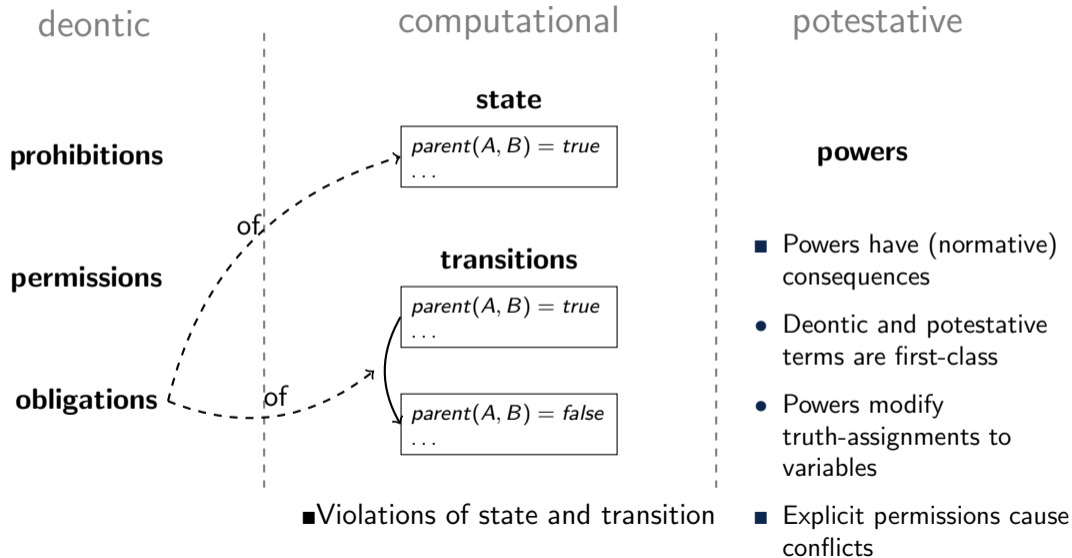 deontic
computational
potestative
prohibitions
permissions
obligations
of
of
state
parent(A, B) = true
...
transitions
parent(A, B) = true
...
parent(A, B) = false
...
■Violations of state and transition
powers
■ Powers have (normative)
consequences
• Deontic and potestative
terms are first-class
• Powers modify
truth-assignments to
variables
■ Explicit permissions cause
conflicts